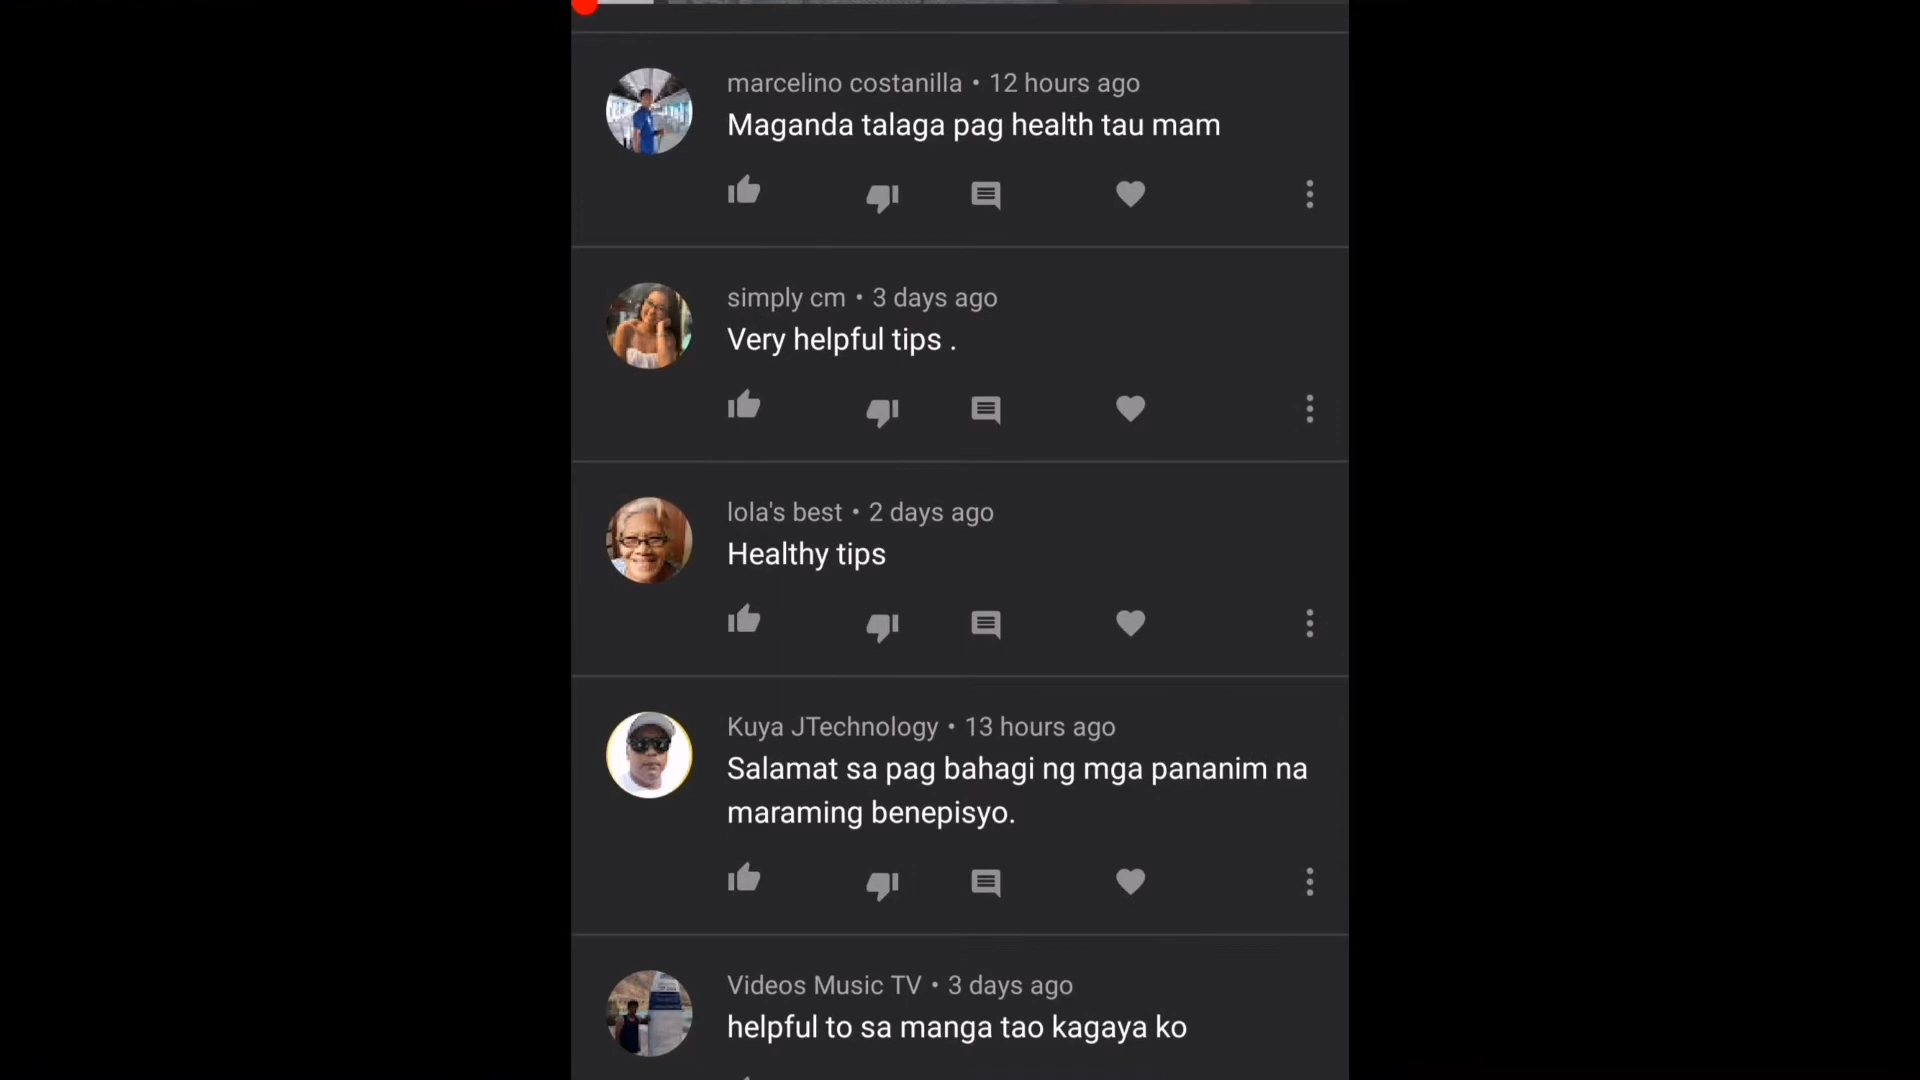 marcelino costanilla • 12 hours ago
Maganda talaga pag health tau mam
simply cm • 3 days ago
Very helpful tips .
lola's best • 2 days ago
Healthy tips
Kuya JTechnology • 13 hours ago
Salamat sa pag bahagi ng mga pananim na
maraming benepisyo.
Videos Music TV • 3 days ago
helpful to sa manga tao kagaya ko